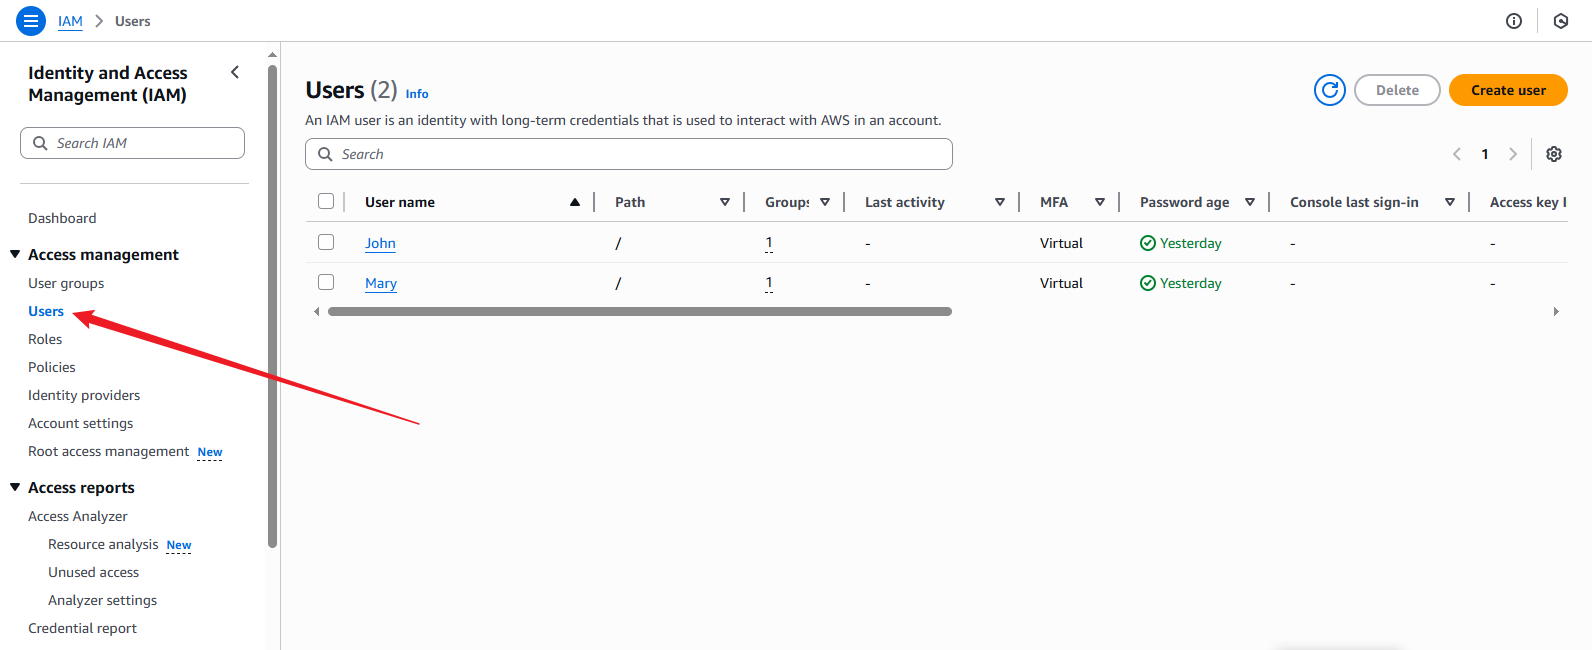 IAM > Users
Identity and Access
Management (IAM)
Search IAM
Dashboard
Access management
User groups
Users
Roles
Policies
Identity providers
Account settings
Root access management New
Access reports
Access Analyzer
Resource analysis New
Unused access
Analyzer settings
Credential report
Users (2) Info
Delete
Create user
An IAM user is an identity with long-term credentials that is used to interact with AWS in an account.
Search
1
User name Path Groups Last activity MFA Password age Console last sign-in Access key I
John / 1 - Virtual Yesterday - -
Mary / 1 - Virtual Yesterday - -